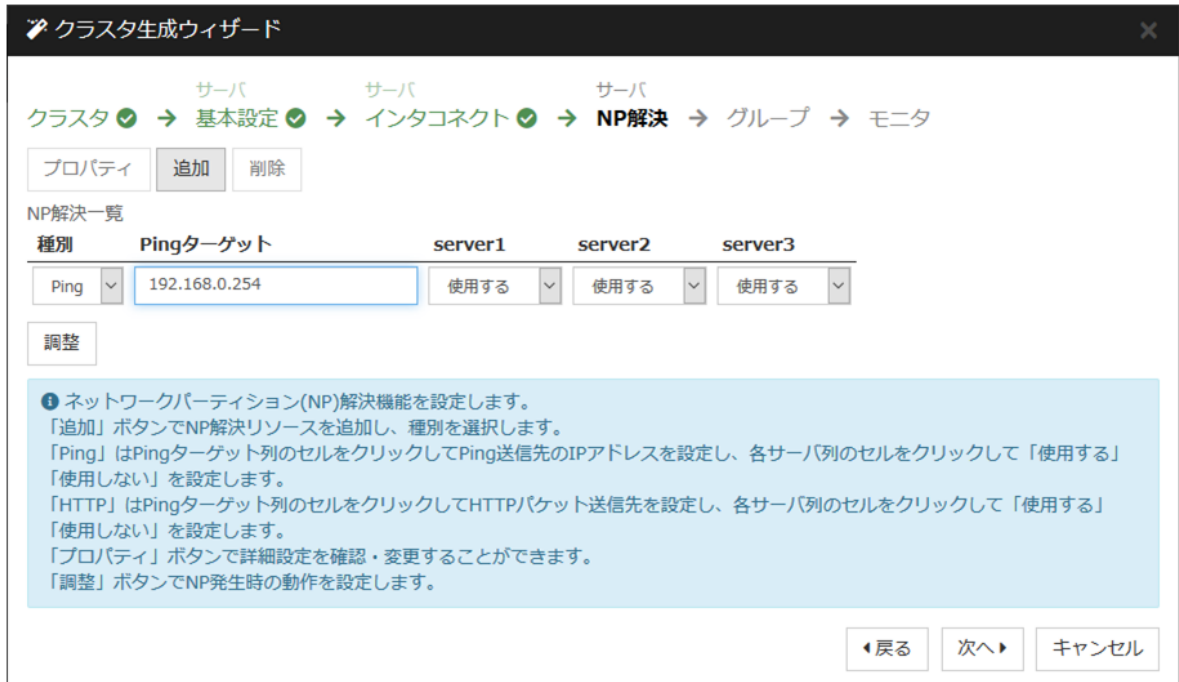 クラスタ生成ウィザード
サーバ サーバ サーバ
クラスタ → 基本設定 → インタコネクト → NP解決 → グループ → モニタ
プロパティ 追加 削除
NP解決一覧
種別 Pingターゲット server1 server2 server3
Ping 192.168.0.254 使用する 使用する 使用する
調整
ネットワークパーティション(NP)解決機能を設定します。
「追加」ボタンでNP解決リソースを追加し、種別を選択します。
「Ping」はPingターゲット列のセルをクリックしてPing送信先のIPアドレスを設定し、各サーバ列のセルをクリックして「使用する」
「使用しない」を設定します。
「HTTP」はPingターゲット列のセルをクリックしてHTTPパケット送信先を設定し、各サーバ列のセルをクリックして「使用する」
「使用しない」を設定します。
「プロパティ」ボタンで詳細設定を確認・変更することができます。
「調整」ボタンでNP発生時の動作を設定します。
戻る 次へ キャンセル